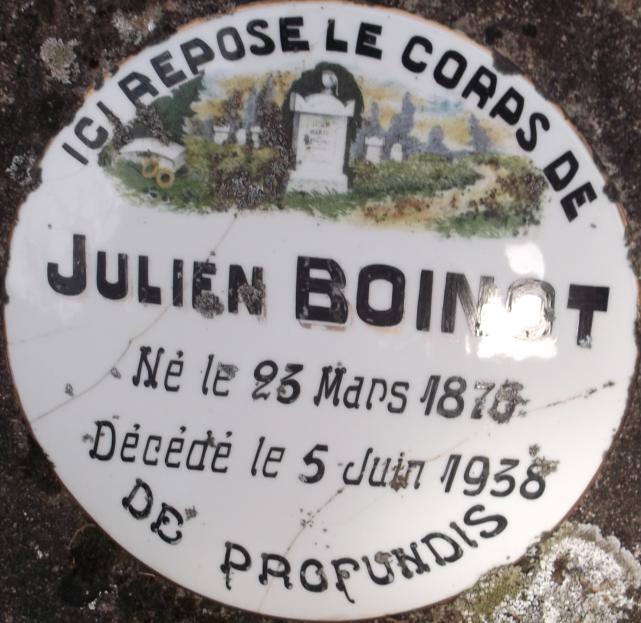 ICI REPOSE LE CORPS DE
JULIEN BOINOT
Né le 23 Mars
Décédé le 5 Juin 1938
DE PROFUNDIS